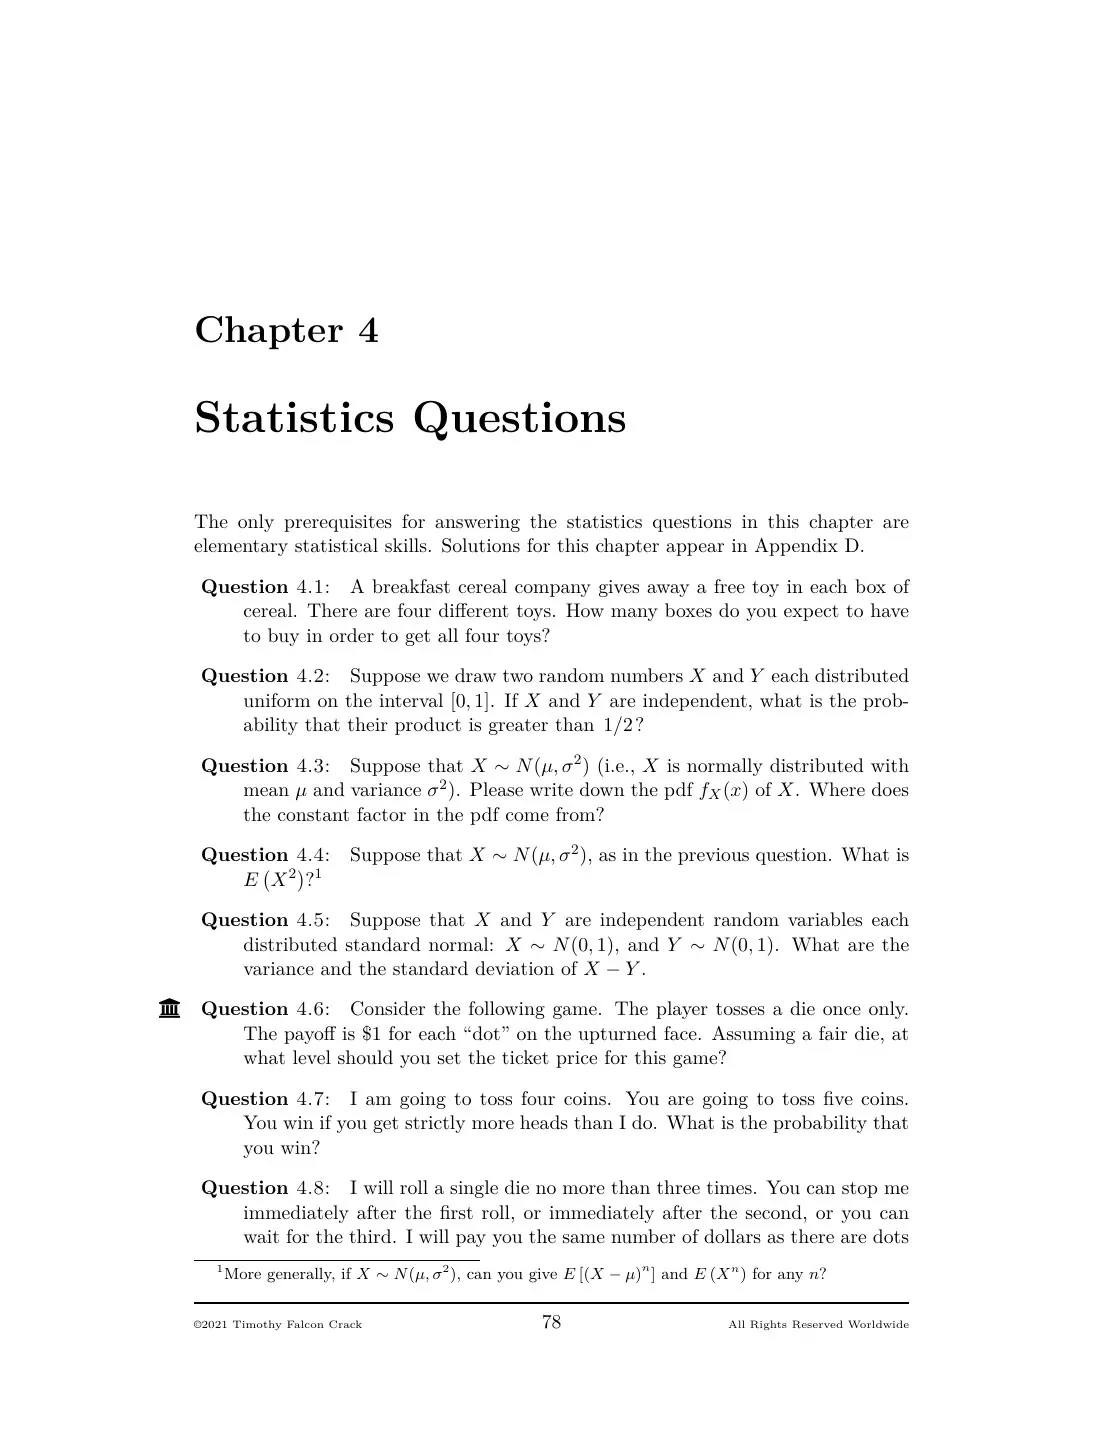 Chapter 4
Statistics Questions
The only prerequisites for answering the statistics questions in this chapter are
elementary statistical skills. Solutions for this chapter appear in Appendix D.
Question 4.1: A breakfast cereal company gives away a free toy in each box of
cereal. There are four different toys. How many boxes do you expect to have
to buy in order to get all four toys?
Question 4.2: Suppose we draw two random numbers X and Y each distributed
uniform on the interval [0, 1]. If X and Y are independent, what is the prob-
ability that their product is greater than 1/2?
Question 4.3: Suppose that X ∼ N(μ, σ²) (i.e., X is normally distributed with
mean μ and variance σ²). Please write down the pdf f_X(x) of X. Where does
the constant factor in the pdf come from?
Question 4.4: Suppose that X ∼ N(μ, σ²), as in the previous question. What is
E (X²)?¹
Question 4.5: Suppose that X and Y are independent random variables each
distributed standard normal: X ∼ N(0, 1), and Y ∼ N(0, 1). What are the
variance and the standard deviation of X − Y.
Question 4.6: Consider the following game. The player tosses a die once only.
The payoff is $1 for each “dot” on the upturned face. Assuming a fair die, at
what level should you set the ticket price for this game?
Question 4.7: I am going to toss four coins. You are going to toss five coins.
You win if you get strictly more heads than I do. What is the probability that
you win?
Question 4.8: I will roll a single die no more than three times. You can stop me
immediately after the first roll, or immediately after the second, or you can
wait for the third. I will pay you the same number of dollars as there are dots
¹More generally, if X ∼ N(μ, σ²), can you give E [(X − μ)ⁿ] and E (Xⁿ) for any n?
©2021 Timothy Falcon Crack 78 All Rights Reserved Worldwide